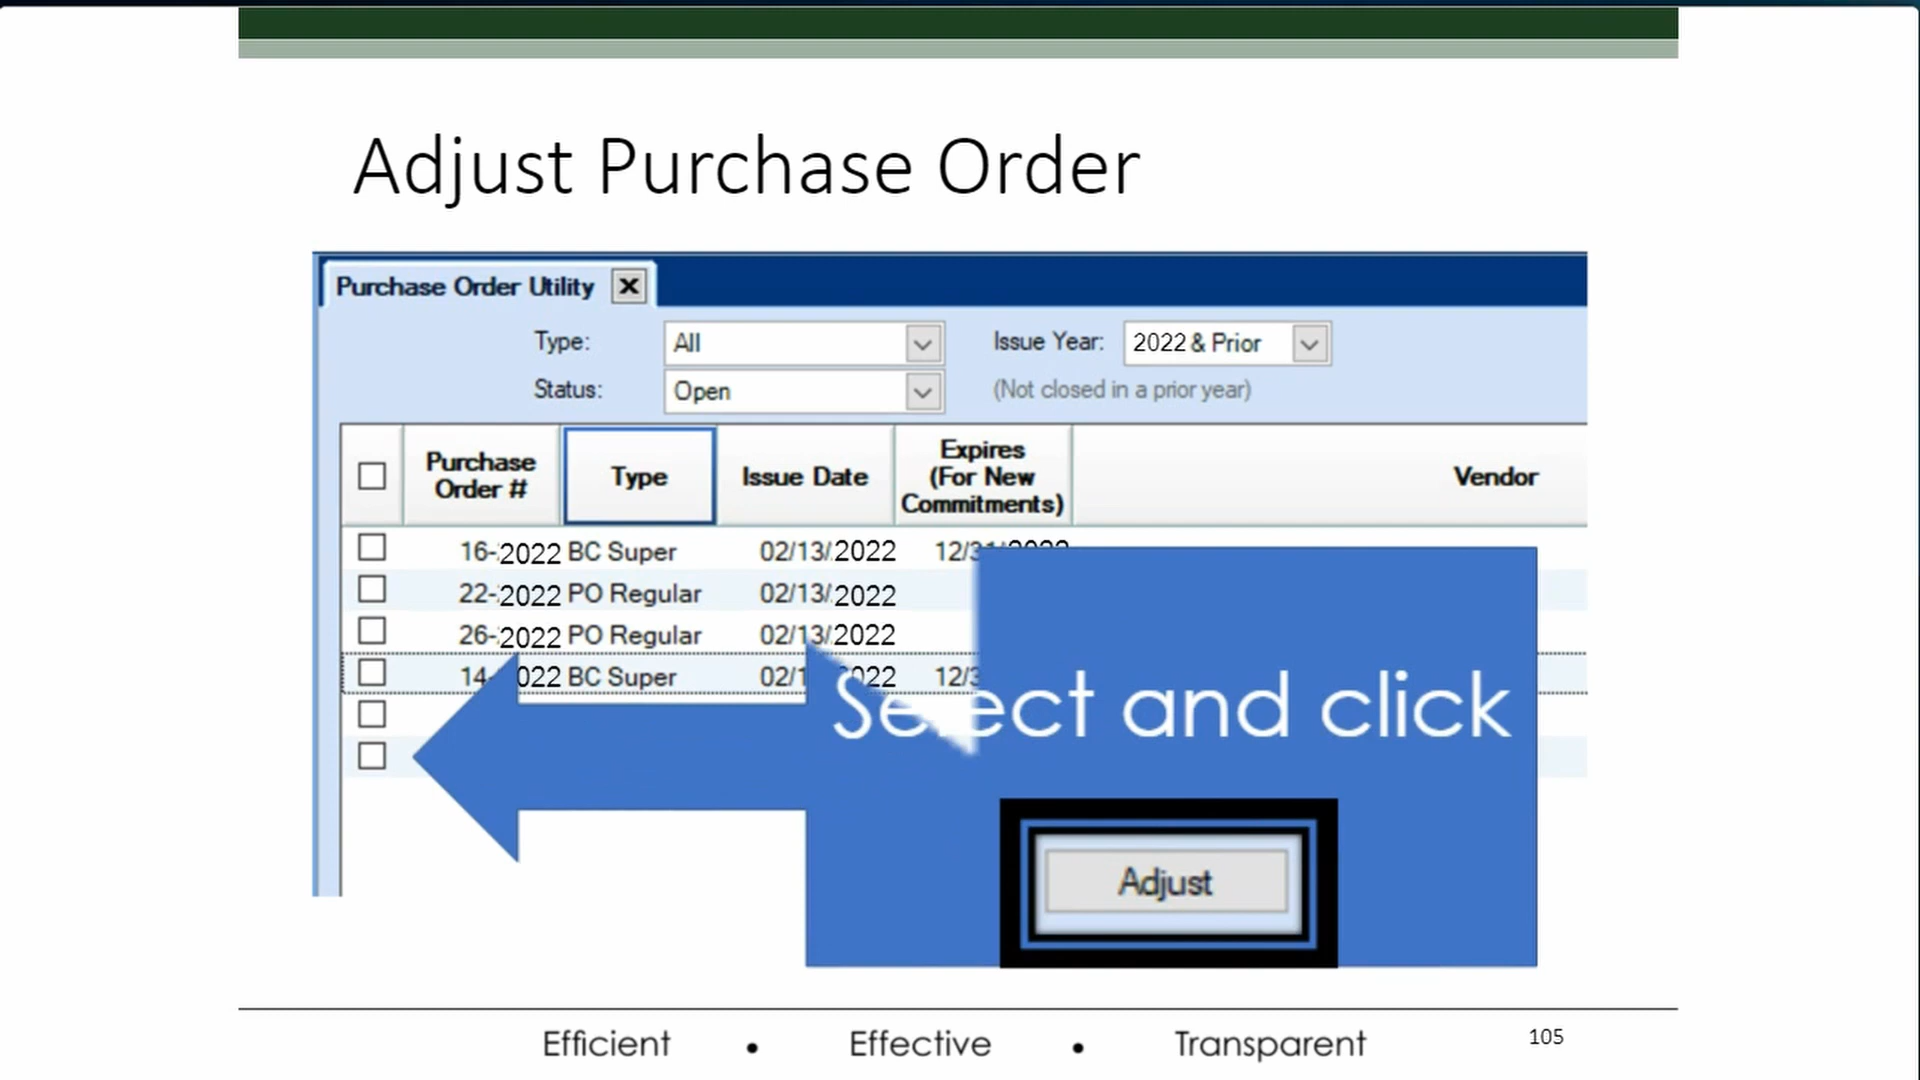 Adjust Purchase Order
Purchase Order Utility
Type: All Issue Year: 2022 & Prior
Status: Open (Not closed in a prior year)
Purchase Order # Type Issue Date Expires (For New Commitments) Vendor
16- 2022 BC Super 02/13/ 2022
22- 2022 PO Regular 02/13/ 2022
26- 2022 PO Regular 02/13/ 2022
14- BC Super
Select and click
Adjust
Efficient • Effective • Transparent 105